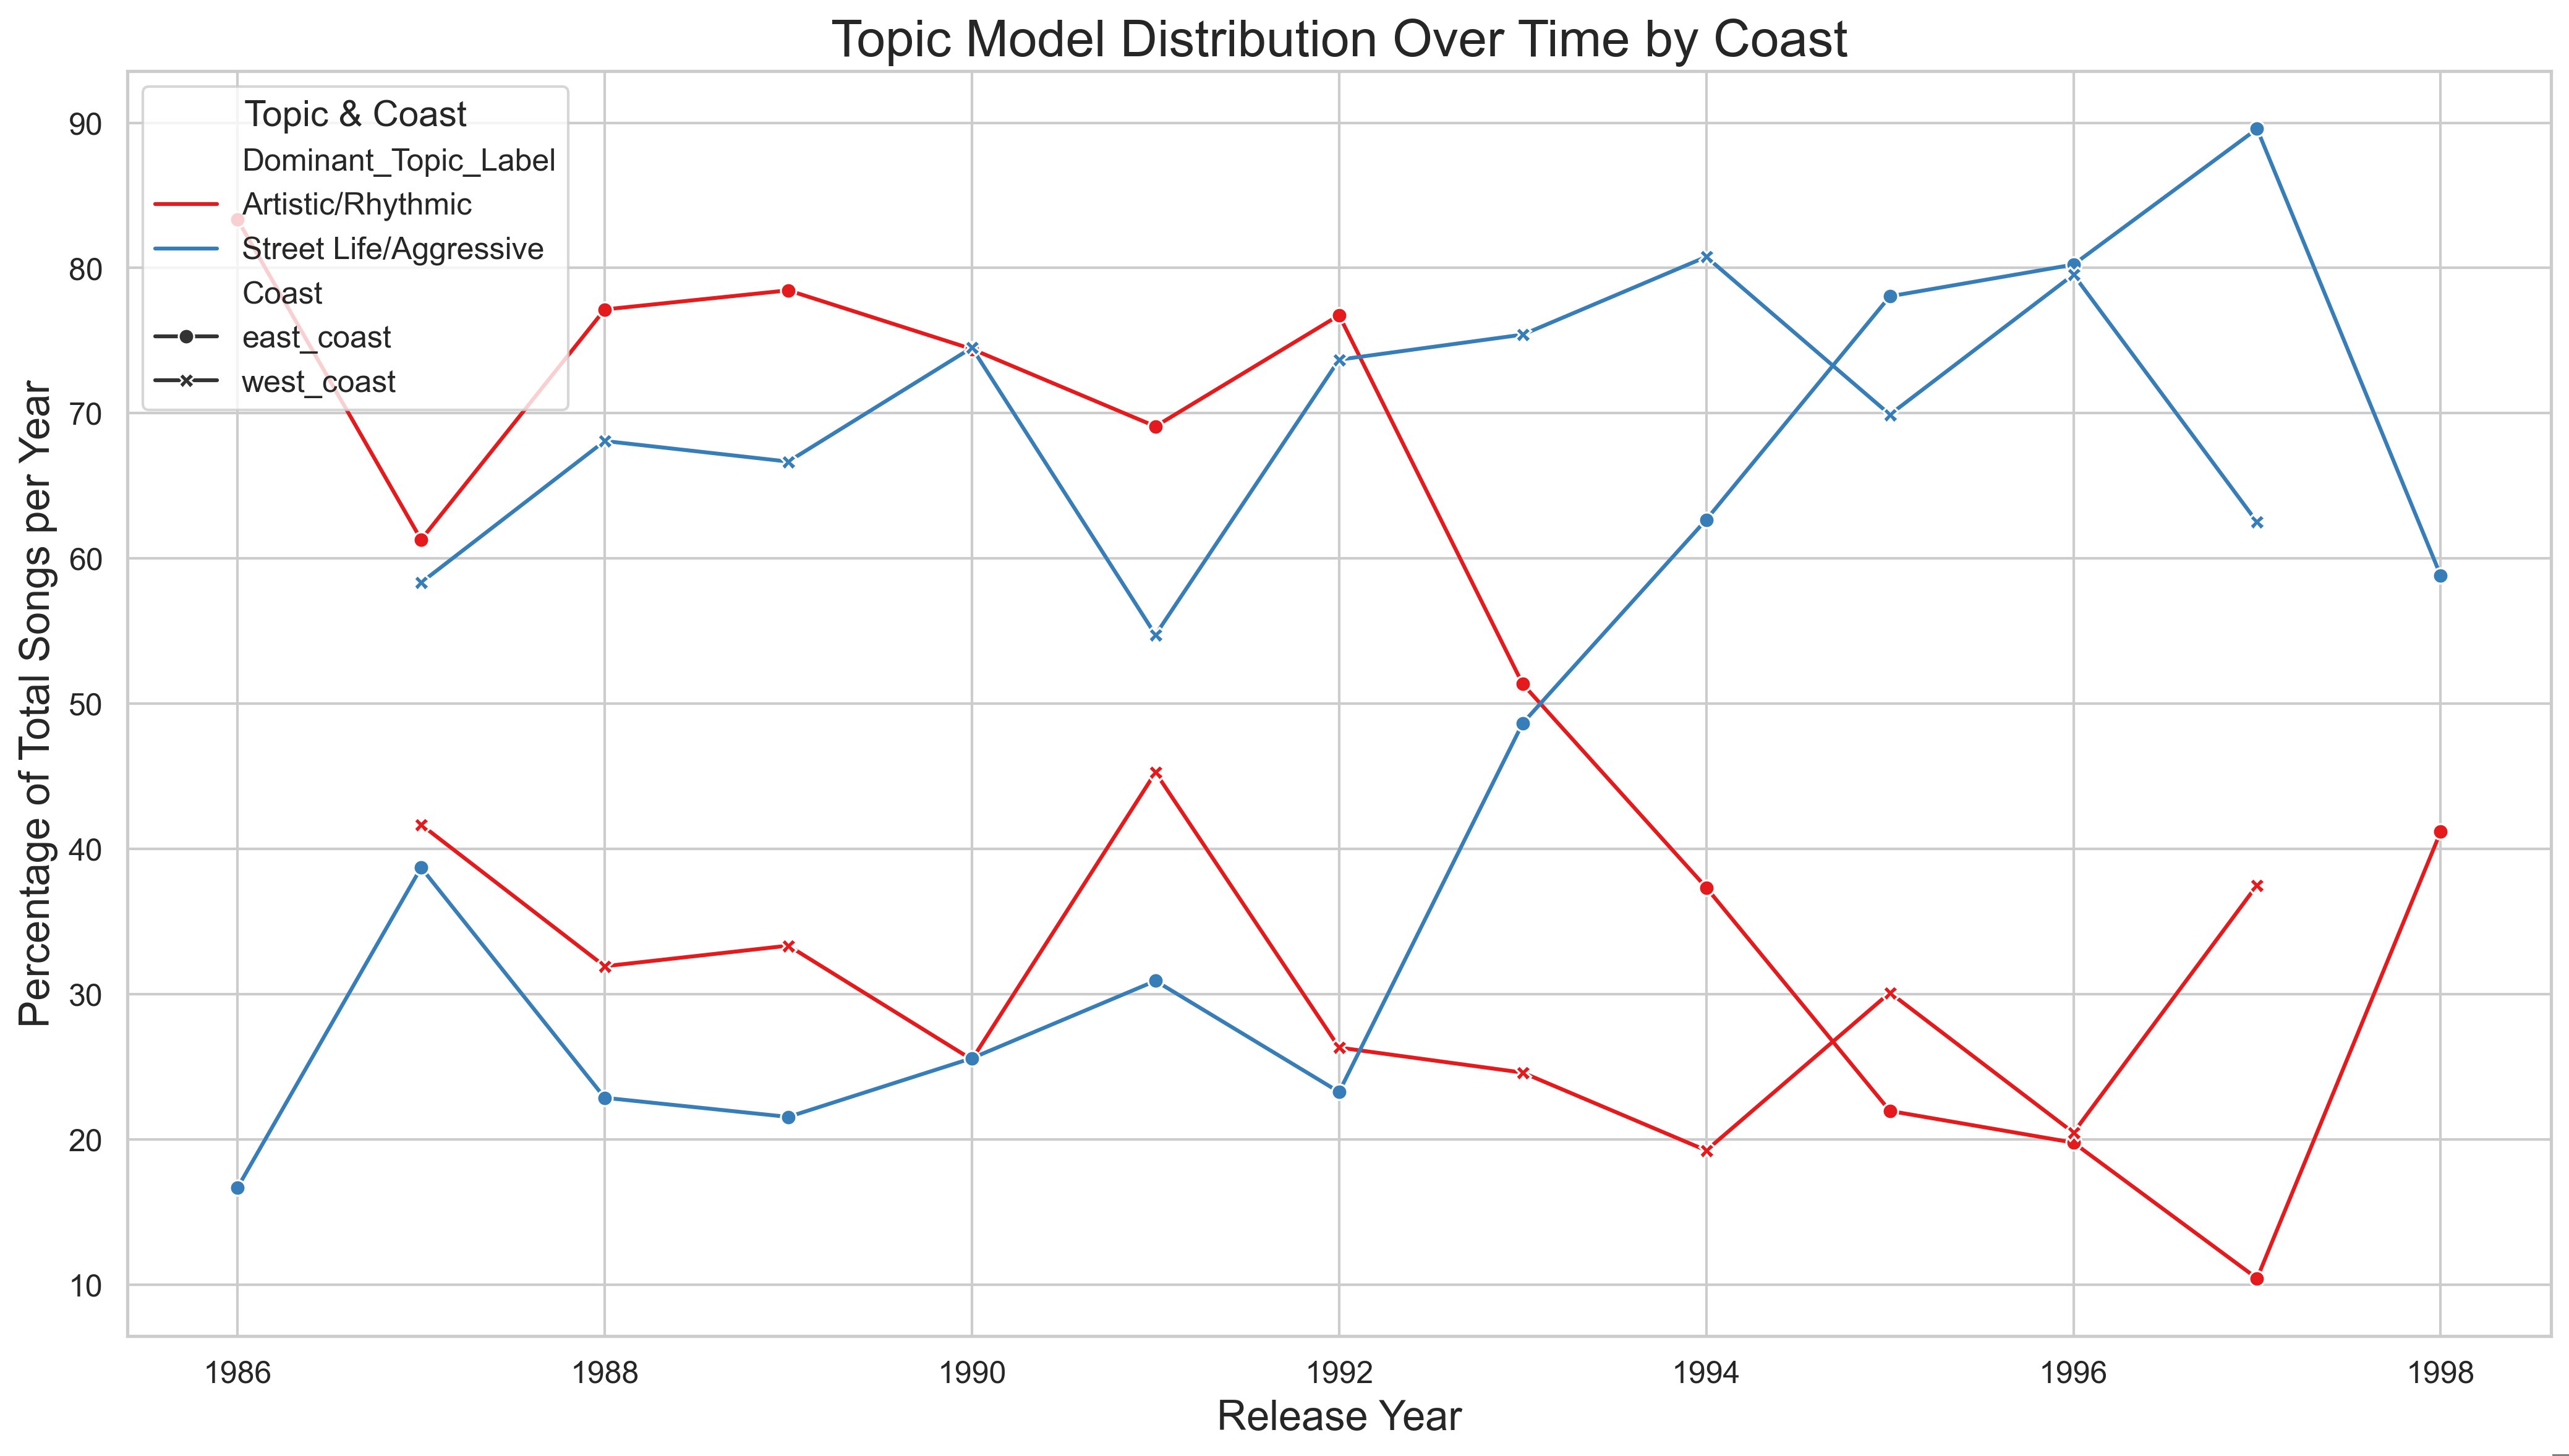 Topic Model Distribution Over Time by Coast
Topic & Coast
Dominant_Topic_Label
Artistic/Rhythmic
Street Life/Aggressive
Coast
east_coast
west_coast
Percentage of Total Songs per Year
90
80
70
60
50
40
30
20
10
1986 1988 1990 1992 1994 1996 1998
Release Year